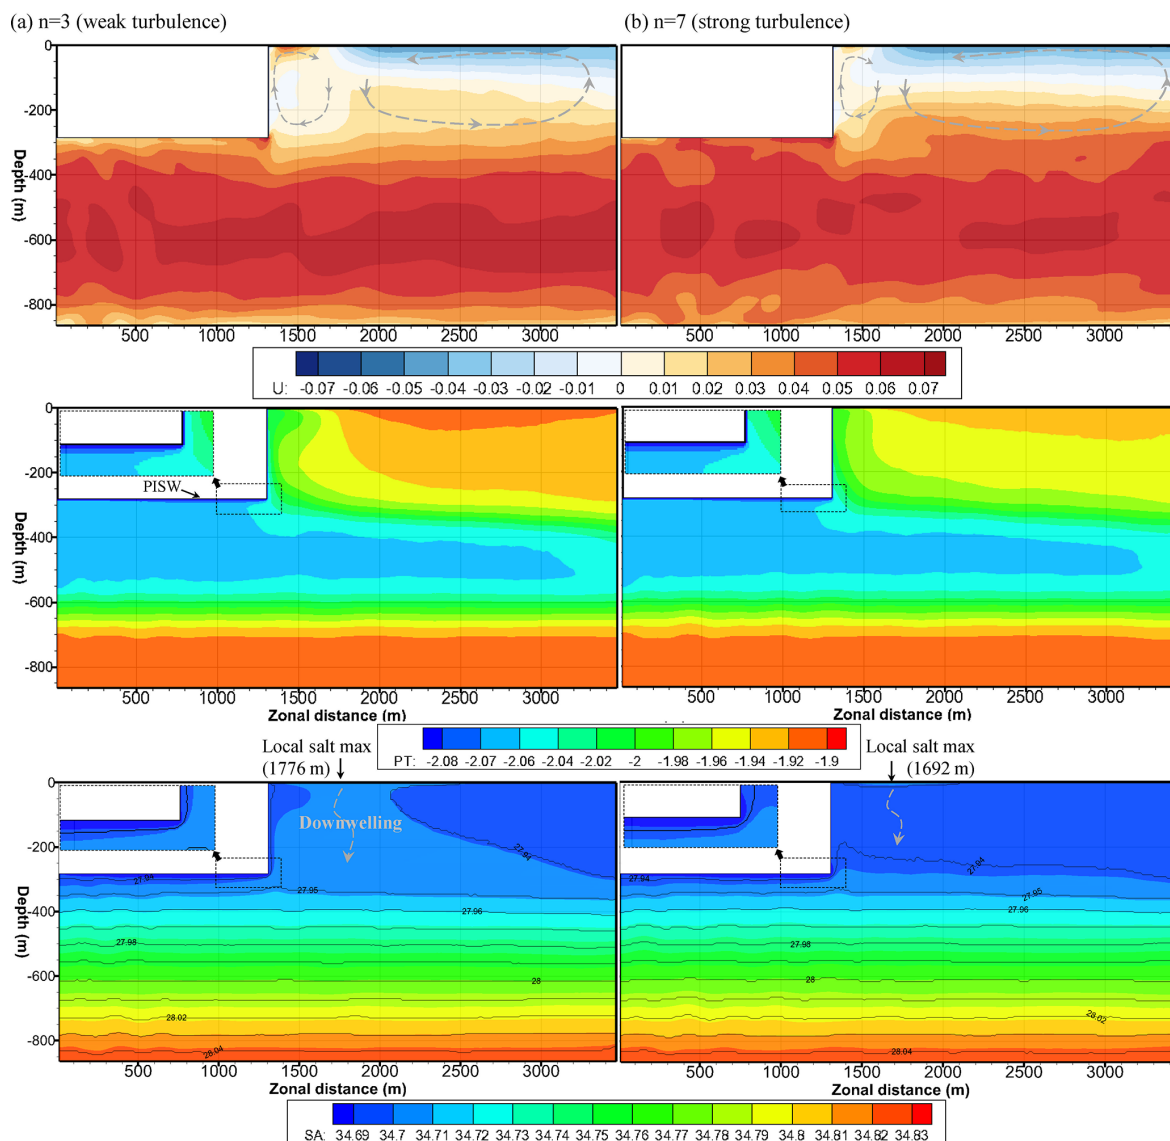 (a) n=3 (weak turbulence)
(b) n=7 (strong turbulence)
0
-200
-400
-600
-800
Depth (m)
500 1000 1500 2000 2500 3000
500 1000 1500 2000 2500 3000
U: -0.07 -0.06 -0.05 -0.04 -0.03 -0.02 -0.01 0 0.01 0.02 0.03 0.04 0.05 0.06 0.07
0
-200
-400
-600
-800
Depth (m)
PISW
500 1000 1500 2000 2500 3000
Zonal distance (m)
500 1000 1500 2000 2500 3000
Zonal distance (m)
PT: -2.08 -2.07 -2.06 -2.04 -2.02 -2 -1.98 -1.96 -1.94 -1.92 -1.9
Local salt max
(1776 m)
Local salt max
(1692 m)
0
-200
-400
-600
-800
Depth (m)
Downwelling
27.94
27.94
27.95
27.96
27.98
28
28.02
28.04
27.94
27.94
27.95
27.96
27.98
28
28.02
28.04
500 1000 1500 2000 2500 3000
Zonal distance (m)
500 1000 1500 2000 2500 3000
Zonal distance (m)
SA: 34.69 34.7 34.71 34.72 34.73 34.74 34.75 34.76 34.77 34.78 34.79 34.8 34.81 34.82 34.83